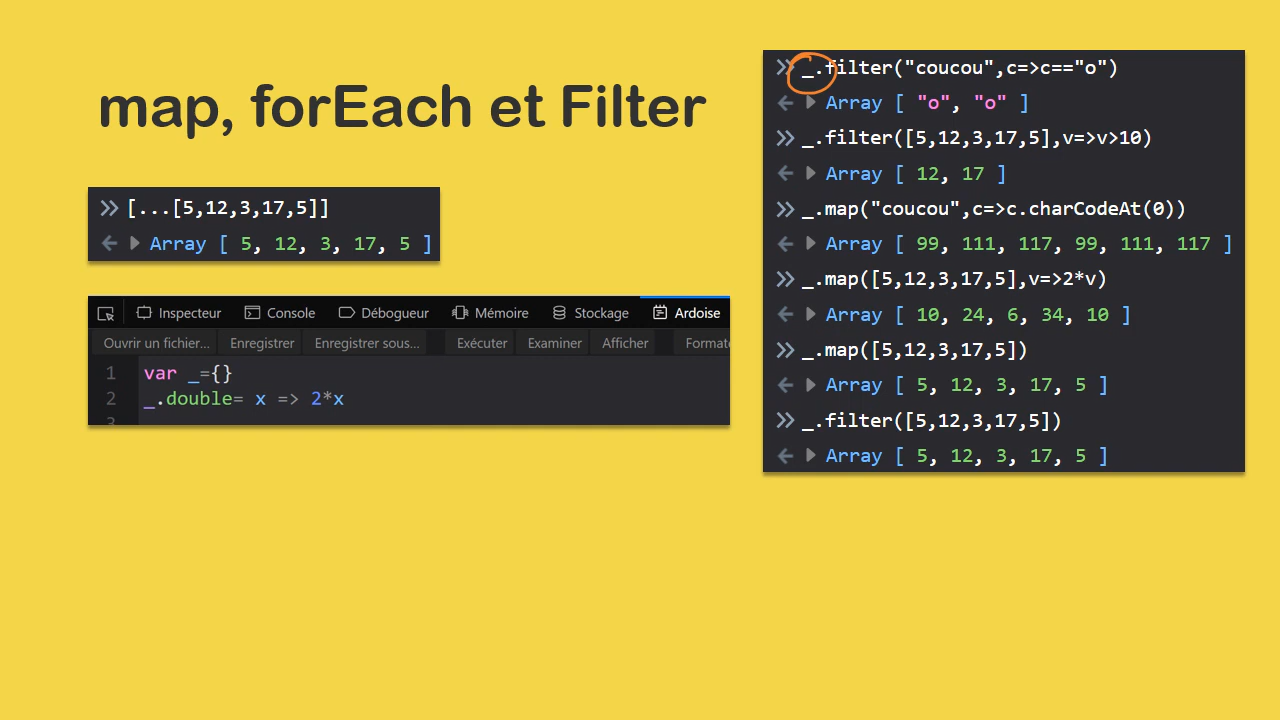 map, forEach et Filter
>> [...[5,12,3,17,5]]
← ▶ Array [ 5, 12, 3, 17, 5 ]
Inspecteur Console Débogueur Mémoire Stockage Ardoise
Ouvrir un fichier... Enregistrer Enregistrer sous... Exécuter Examiner Afficher Formate
1 var _={}
2 _.double= x => 2*x
3
>> _.filter("coucou",c=>c=="o")
← ▶ Array [ "o", "o" ]
>> _.filter([5,12,3,17,5],v=>v>10)
← ▶ Array [ 12, 17 ]
>> _.map("coucou",c=>c.charCodeAt(0))
← ▶ Array [ 99, 111, 117, 99, 111, 117 ]
>> _.map([5,12,3,17,5],v=>2*v)
← ▶ Array [ 10, 24, 6, 34, 10 ]
>> _.map([5,12,3,17,5])
← ▶ Array [ 5, 12, 3, 17, 5 ]
>> _.filter([5,12,3,17,5])
← ▶ Array [ 5, 12, 3, 17, 5 ]